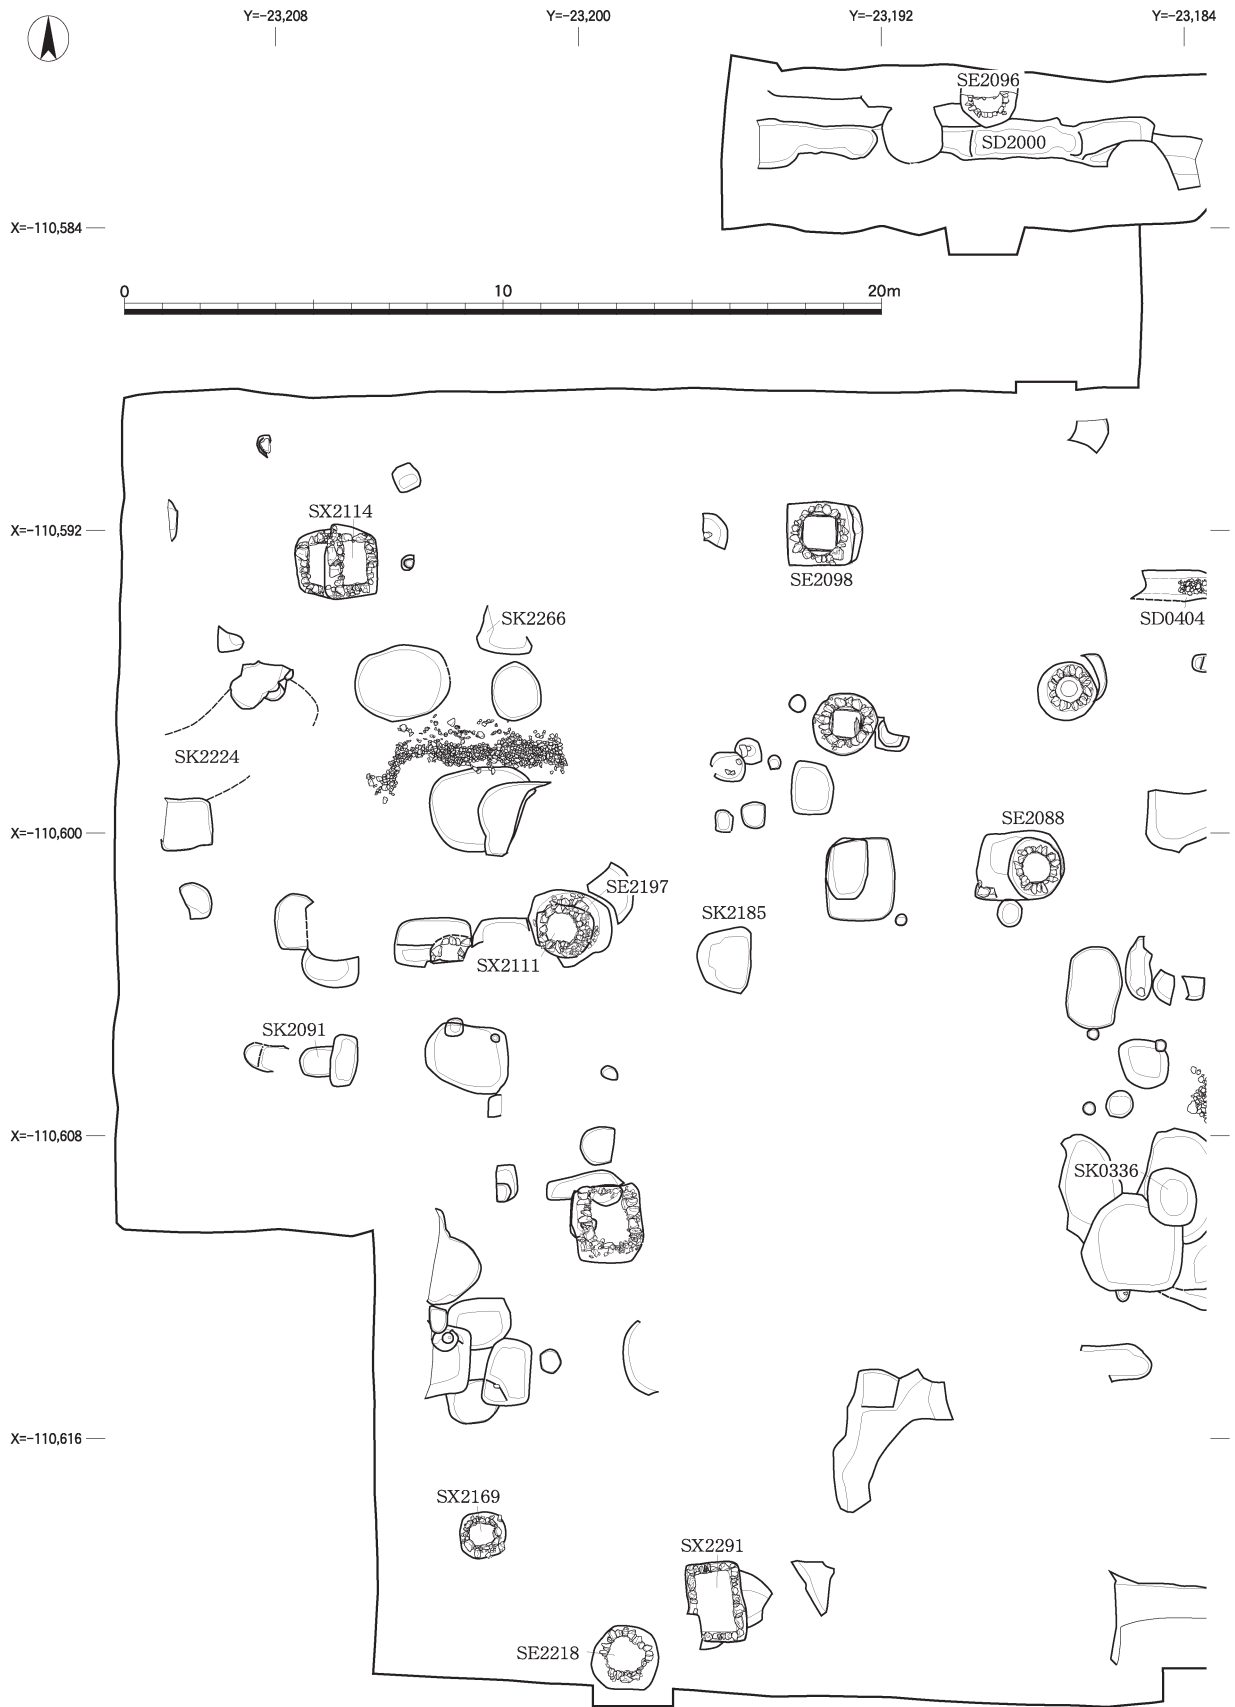 Y=−23,208
Y=−23,200
Y=−23,192
Y=−23,184
SE2096
SD2000
X=−110,584
0
10
20m
SX2114
X=−110,592
SE2098
SK2266
SD0404
SK2224
X=−110,600
SE2088
SE2197
SK2185
SX2111
SK2091
X=−110,608
SK0336
X=−110,616
SX2169
SX2291
SE2218